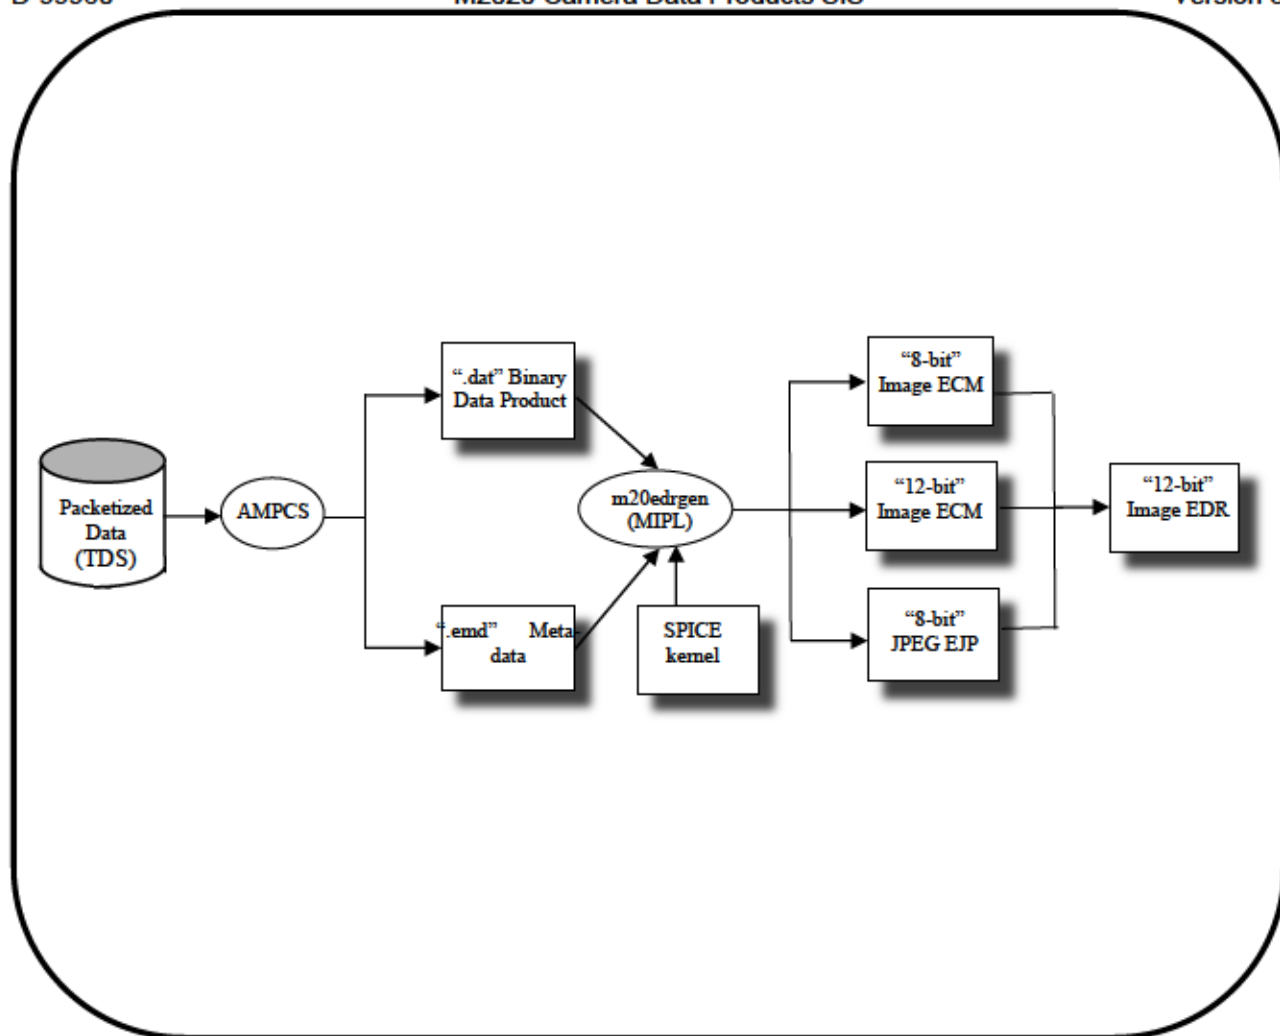 M2020 Camera Data Products SIS
Packetized
Data
(TDS)
AMPCS
“.dat” Binary
Data Product
“.emd” Meta-
data
m20edrgen
(MIPL)
SPICE
kernel
“8-bit”
Image ECM
“12-bit”
Image ECM
“8-bit”
JPEG EJP
“12-bit”
Image EDR